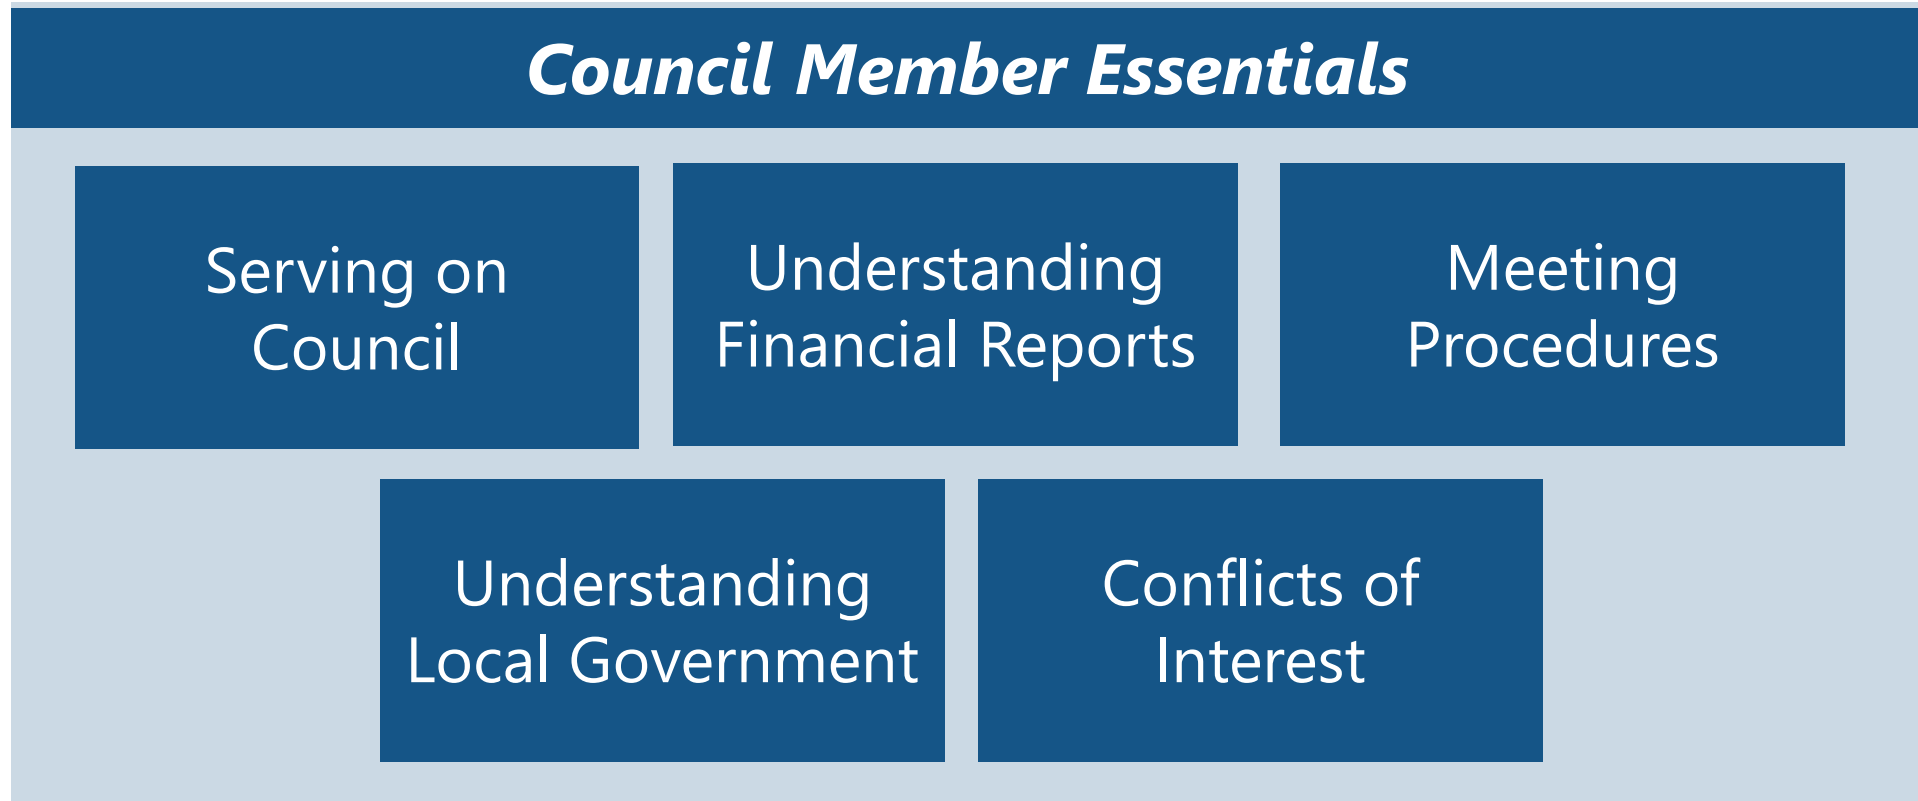 Council Member Essentials
Serving on
Council
Understanding
Financial Reports
Meeting
Procedures
Understanding
Local Government
Conflicts of
Interest